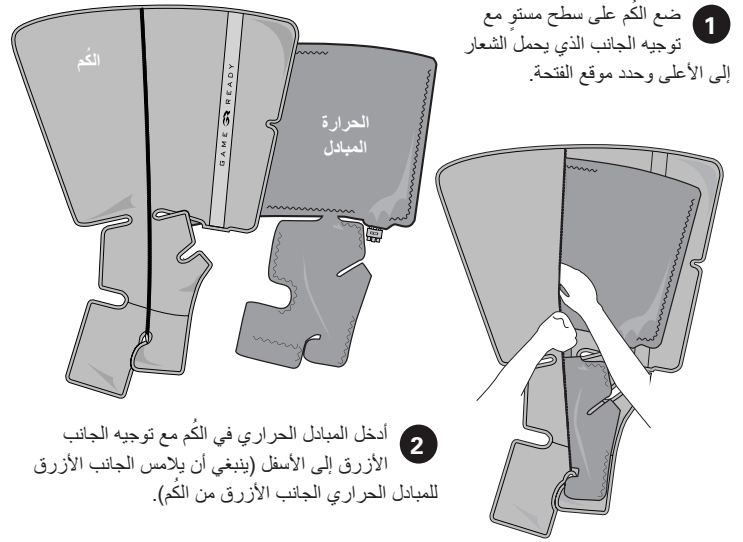 1
ضع الكُم على سطح مستوٍ مع
توجيه الجانب الذي يحمل الشعار
إلى الأعلى وحدد موقع الفتحة.
الكُم
GAME READY
الحرارة
المبادل
2
أدخل المبادل الحراري في الكُم مع توجيه الجانب
الأزرق إلى الأسفل (ينبغي أن يلامس الجانب الأزرق
للمبادل الحراري الجانب الأزرق من الكُم).